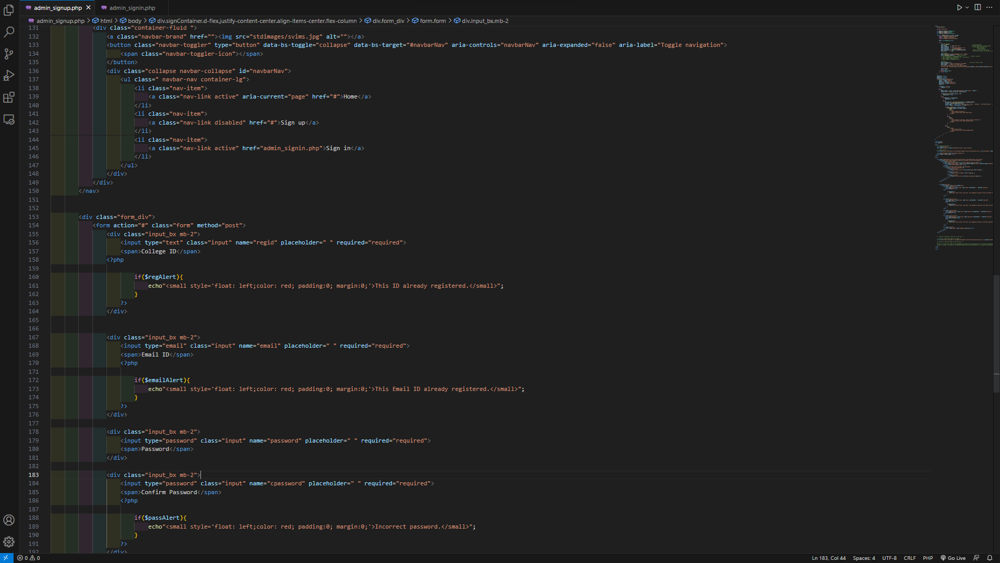 admin_signup.php
admin_signin.php
admin_signup.php > html > body > div.signContainer.d-flex.justify-content-center.align-items-center.flex-column > div.form_div > form.form > div.input_bx.mb-2
131 <div class="container-fluid ">
132 <a class="navbar-brand" href=""><img src="stdimages/svims.jpg" alt=""></a>
133 <button class="navbar-toggler" type="button" data-bs-toggle="collapse" data-bs-target="#navbarNav" aria-controls="navbarNav" aria-expanded="false" aria-label="Toggle navigation">
134 <span class="navbar-toggler-icon"></span>
135 </button>
136 <div class="collapse navbar-collapse" id="navbarNav">
137 <ul class=" navbar-nav container-lg">
138 <li class="nav-item">
139 <a class="nav-link active" aria-current="page" href="#">Home</a>
140 </li>
141 <li class="nav-item">
142 <a class="nav-link disabled" href="#">Sign up</a>
143 </li>
144 <li class="nav-item">
145 <a class="nav-link active" href="admin_signin.php">Sign in</a>
146 </li>
147 </ul>
148 </div>
149 </div>
150 </nav>
151
152
153 <div class="form_div">
154 <form action="#" class="form" method="post">
155 <div class="input_bx mb-2">
156 <input type="text" class="input" name="regid" placeholder=" " required="required">
157 <span>College ID</span>
158 <?php
159
160 if($regAlert){
161 echo"<small style='float: left;color: red; padding:0; margin:0;'>This ID already registered.</small>";
162 }
163 ?>
164 </div>
165
166
167 <div class="input_bx mb-2">
168 <input type="email" class="input" name="email" placeholder=" " required="required">
169 <span>Email ID</span>
170 <?php
171
172 if($emailAlert){
173 echo"<small style='float: left;color: red; padding:0; margin:0;'>This Email ID already registered.</small>";
174 }
175 ?>
176 </div>
177
178 <div class="input_bx mb-2">
179 <input type="password" class="input" name="password" placeholder=" " required="required">
180 <span>Password</span>
181 </div>
182
183 <div class="input_bx mb-2">
184 <input type="password" class="input" name="cpassword" placeholder=" " required="required">
185 <span>Confirm Password</span>
186 <?php
187
188 if($passAlert){
189 echo"<small style='float: left;color: red; padding:0; margin:0;'>Incorrect password.</small>";
190 }
191 ?>
192 </div>
0 0 Ln 183, Col 44 Spaces: 4 UTF-8 CRLF PHP Go Live